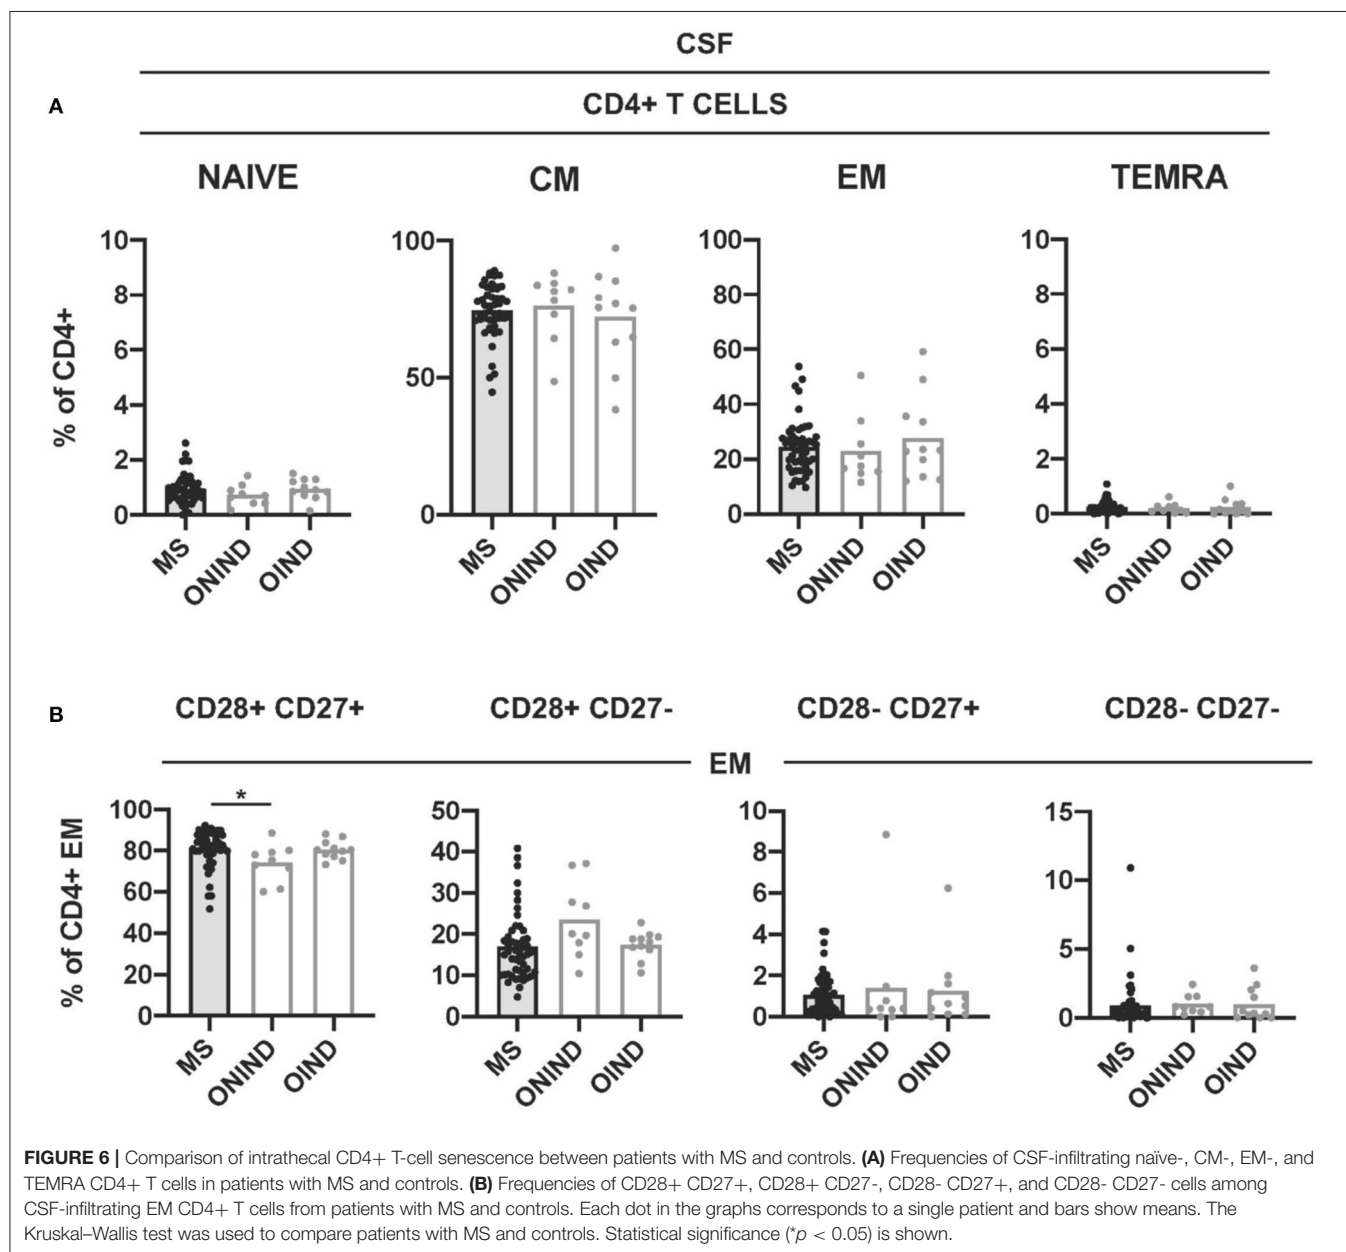 CSF
A
CD4+ T CELLS
NAIVE CM EM TEMRA
% of CD4+
10
8
6
4
2
0
MS ONIND OIND
100
50
0
MS ONIND OIND
100
80
60
40
20
0
MS ONIND OIND
10
8
6
4
2
0
MS ONIND OIND
B
CD28+ CD27+ CD28+ CD27- CD28- CD27+ CD28- CD27-
EM
% of CD4+ EM
100
80
60
40
20
0
*
MS ONIND OIND
50
40
30
20
10
0
MS ONIND OIND
10
8
6
4
2
0
MS ONIND OIND
15
10
5
0
MS ONIND OIND
FIGURE 6 | Comparison of intrathecal CD4+ T-cell senescence between patients with MS and controls. (A) Frequencies of CSF-infiltrating naïve-, CM-, EM-, and
TEMRA CD4+ T cells in patients with MS and controls. (B) Frequencies of CD28+ CD27+, CD28+ CD27-, CD28- CD27+, and CD28- CD27- cells among
CSF-infiltrating EM CD4+ T cells from patients with MS and controls. Each dot in the graphs corresponds to a single patient and bars show means. The
Kruskal–Wallis test was used to compare patients with MS and controls. Statistical significance (*p < 0.05) is shown.